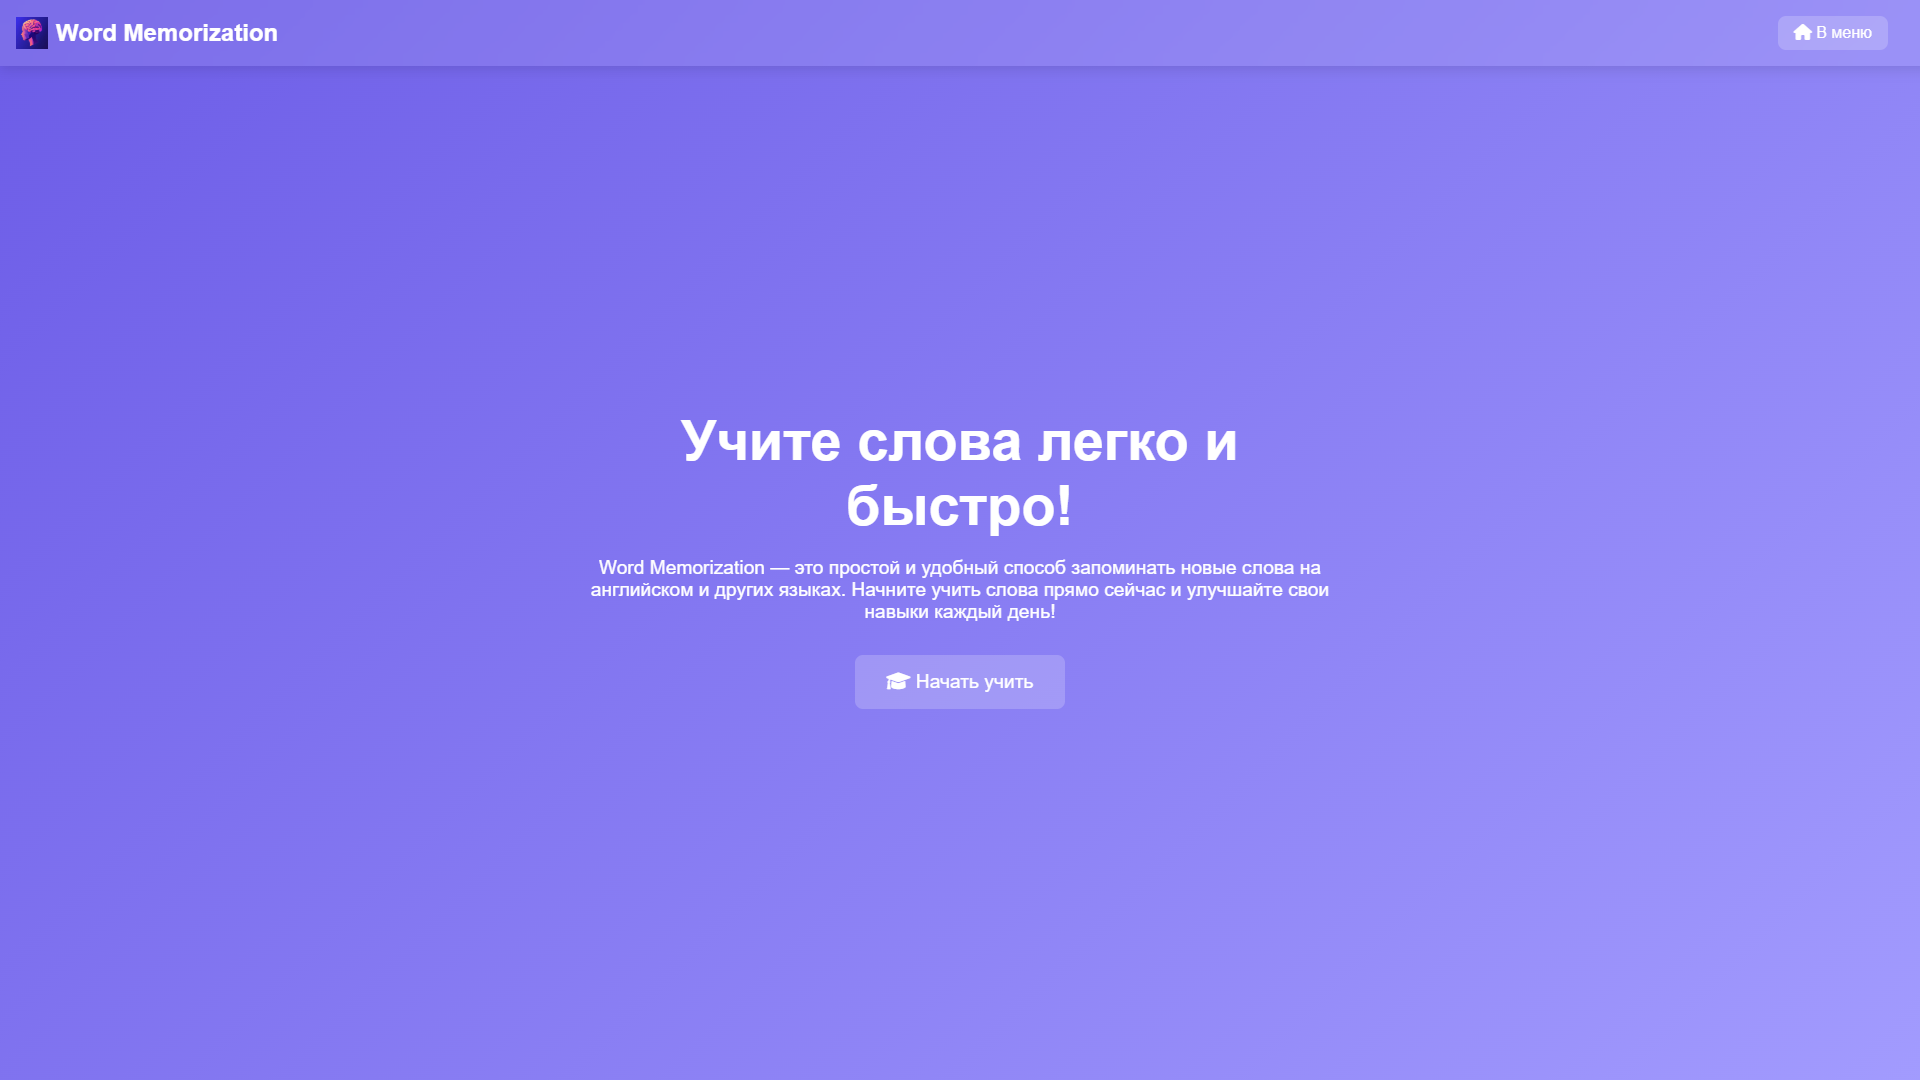 Word Memorization
В меню
Учите слова легко и
быстро!
Word Memorization — это простой и удобный способ запоминать новые слова на
английском и других языках. Начните учить слова прямо сейчас и улучшайте свои
навыки каждый день!
Начать учить